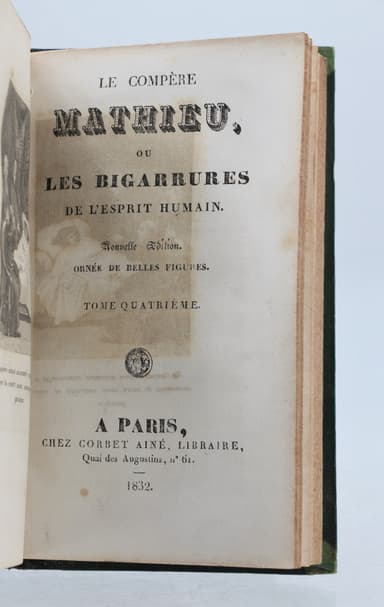 LE COMPÈRE
MATHIEU,
OU
LES BIGARRURES
DE L'ESPRIT HUMAIN.
Nouvelle Édition.
ORNÉE DE BELLES FIGURES.
TOME QUATRIÈME.
A PARIS,
CHEZ CORBET AINÉ, LIBRAIRE,
Quai des Augustins, n° 61.
1832.